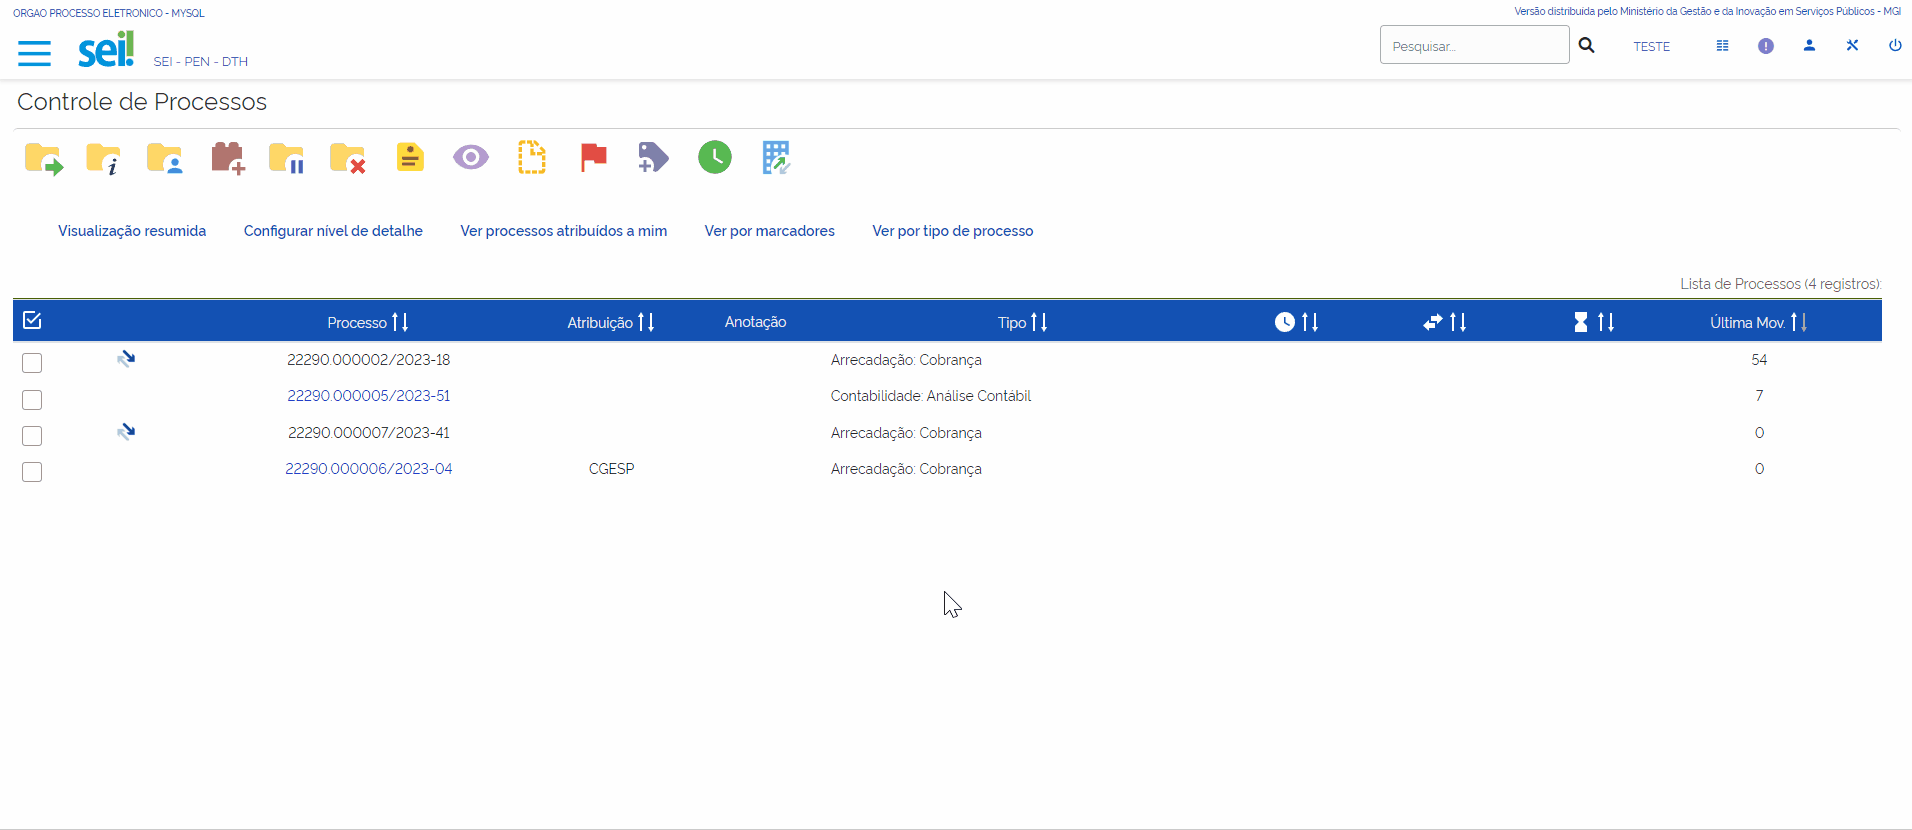 ORGAO PROCESSO ELETRONICO - MYSQL
Versão distribuída pelo Ministério da Gestão e da Inovação em Serviços Públicos - MGI
sei!
SEI - PEN - DTH
Pesquisar...
TESTE
Controle de Processos
Visualização resumida
Configurar nível de detalhe
Ver processos atribuídos a mim
Ver por marcadores
Ver por tipo de processo
Lista de Processos (4 registros):
Processo Atribuição Anotação Tipo Última Mov.
22290.000002/2023-18 Arrecadação: Cobrança 54
22290.000005/2023-51 Contabilidade: Análise Contábil 7
22290.000007/2023-41 Arrecadação: Cobrança 0
22290.000006/2023-04 CGESP Arrecadação: Cobrança 0